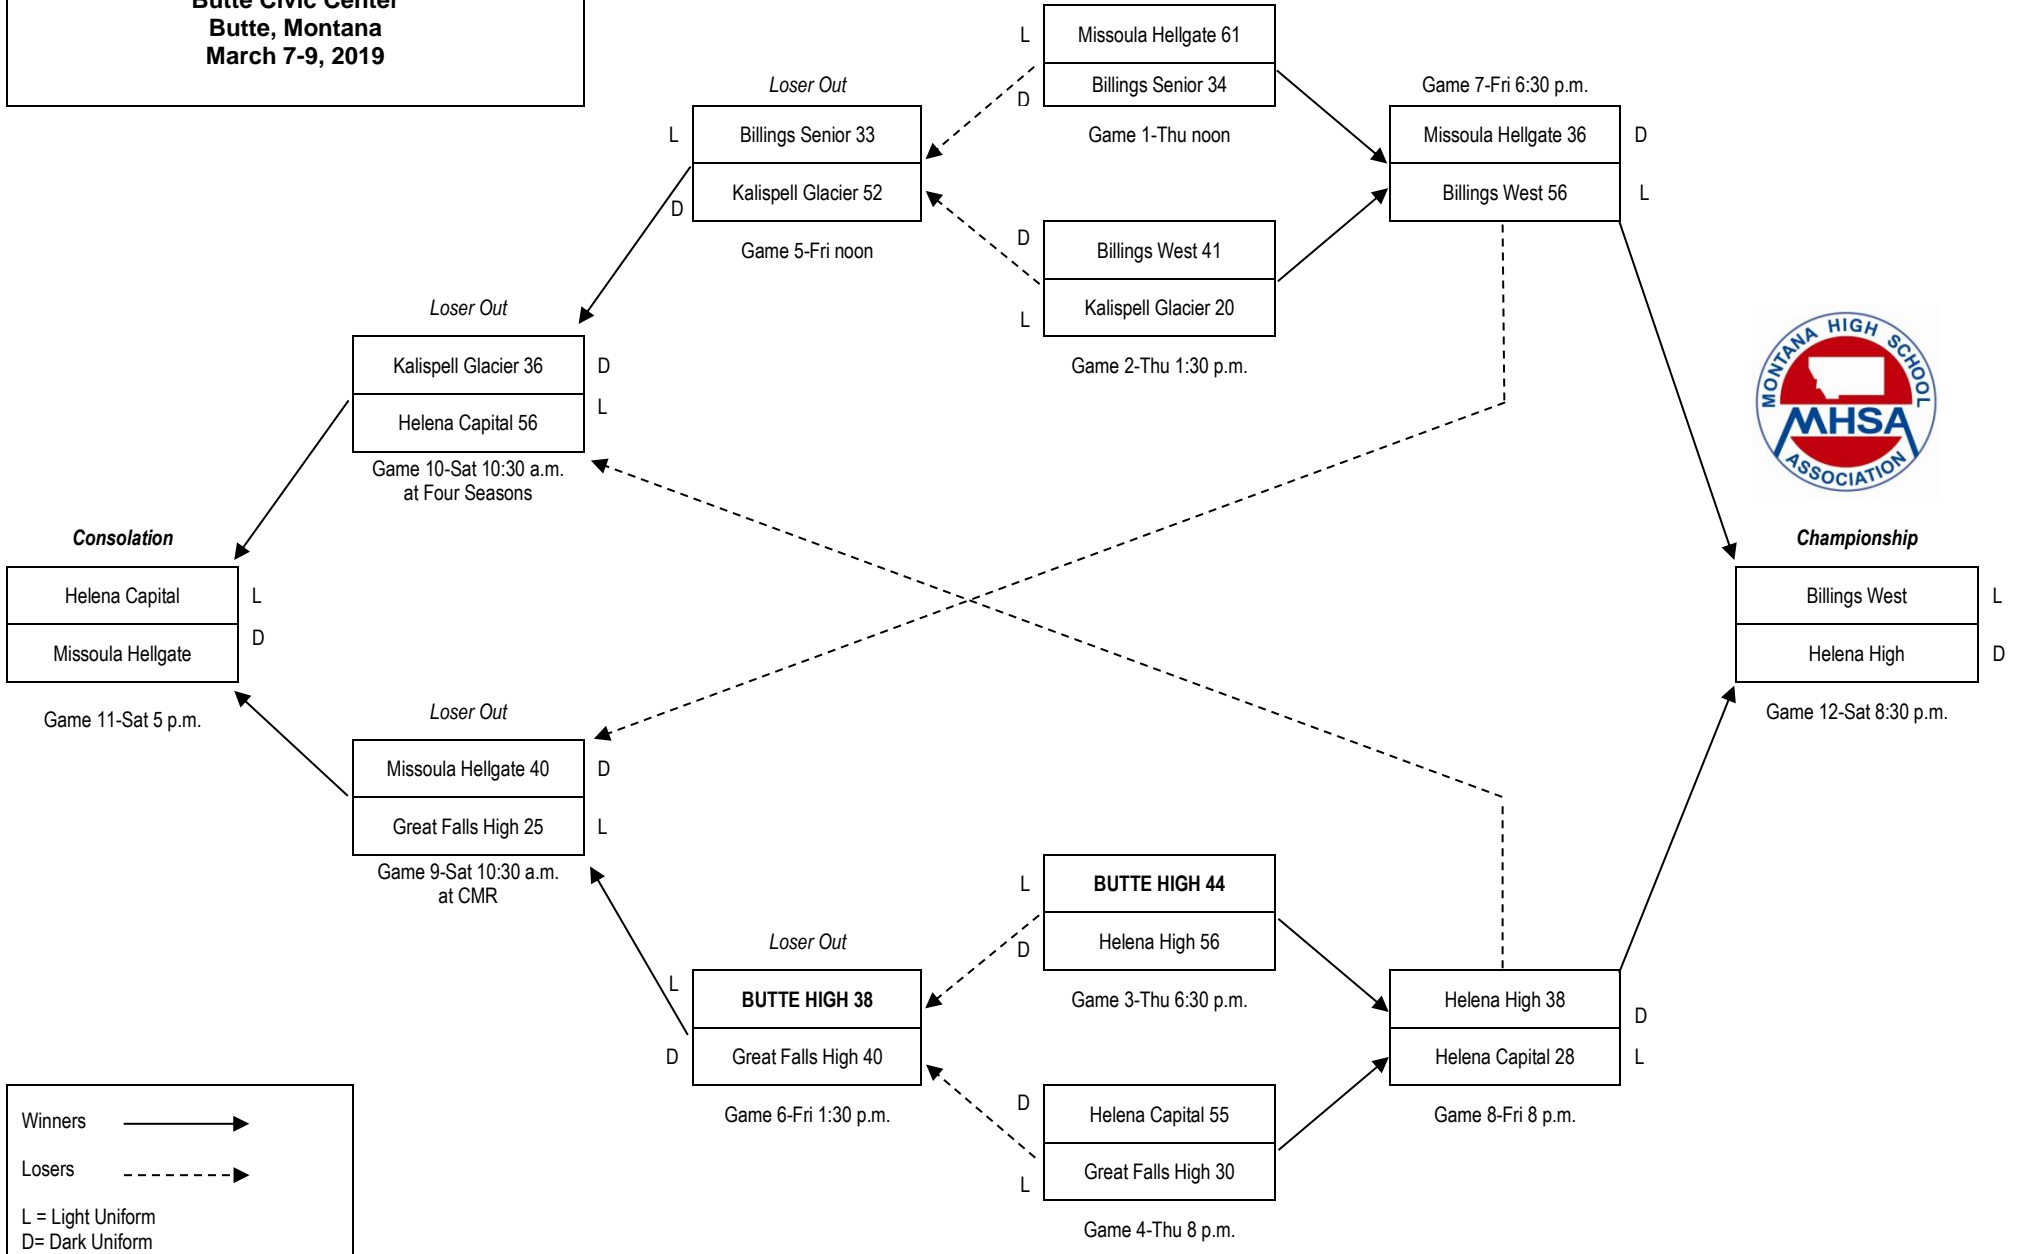 Butte Civic Center
Butte, Montana
March 7-9, 2019
L
Missoula Hellgate 61
D
Billings Senior 34
Game 1-Thu noon
Loser Out
L
Billings Senior 33
D
Kalispell Glacier 52
Game 5-Fri noon
Game 7-Fri 6:30 p.m.
Missoula Hellgate 36
D
Billings West 56
L
D
Billings West 41
L
Kalispell Glacier 20
Game 2-Thu 1:30 p.m.
Loser Out
Kalispell Glacier 36
D
Helena Capital 56
L
Game 10-Sat 10:30 a.m.
at Four Seasons
MONTANA HIGH SCHOOL
MHSA
ASSOCIATION
Consolation
Helena Capital
L
Missoula Hellgate
D
Game 11-Sat 5 p.m.
Championship
Billings West
L
Helena High
D
Game 12-Sat 8:30 p.m.
Loser Out
Missoula Hellgate 40
D
Great Falls High 25
L
Game 9-Sat 10:30 a.m.
at CMR
L
BUTTE HIGH 44
D
Helena High 56
Game 3-Thu 6:30 p.m.
Loser Out
L
BUTTE HIGH 38
D
Great Falls High 40
Game 6-Fri 1:30 p.m.
Helena High 38
D
Helena Capital 28
L
Game 8-Fri 8 p.m.
D
Helena Capital 55
L
Great Falls High 30
Game 4-Thu 8 p.m.
Winners
Losers
L = Light Uniform
D= Dark Uniform